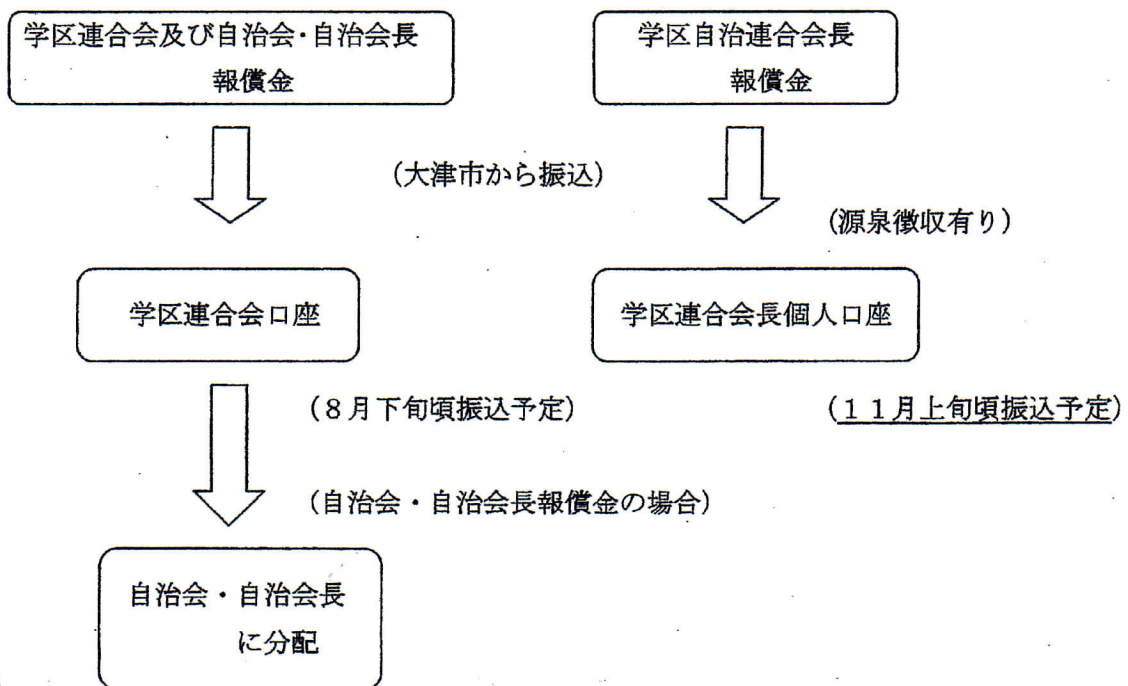 学区連合会及び自治会・自治会長
報償金
学区自治連合会長
報償金
(大津市から振込)
(源泉徴収有り)
学区連合会口座
学区連合会長個人口座
(8月下旬頃振込予定)
(11月上旬頃振込予定)
(自治会・自治会長報償金の場合)
自治会・自治会長
に分配